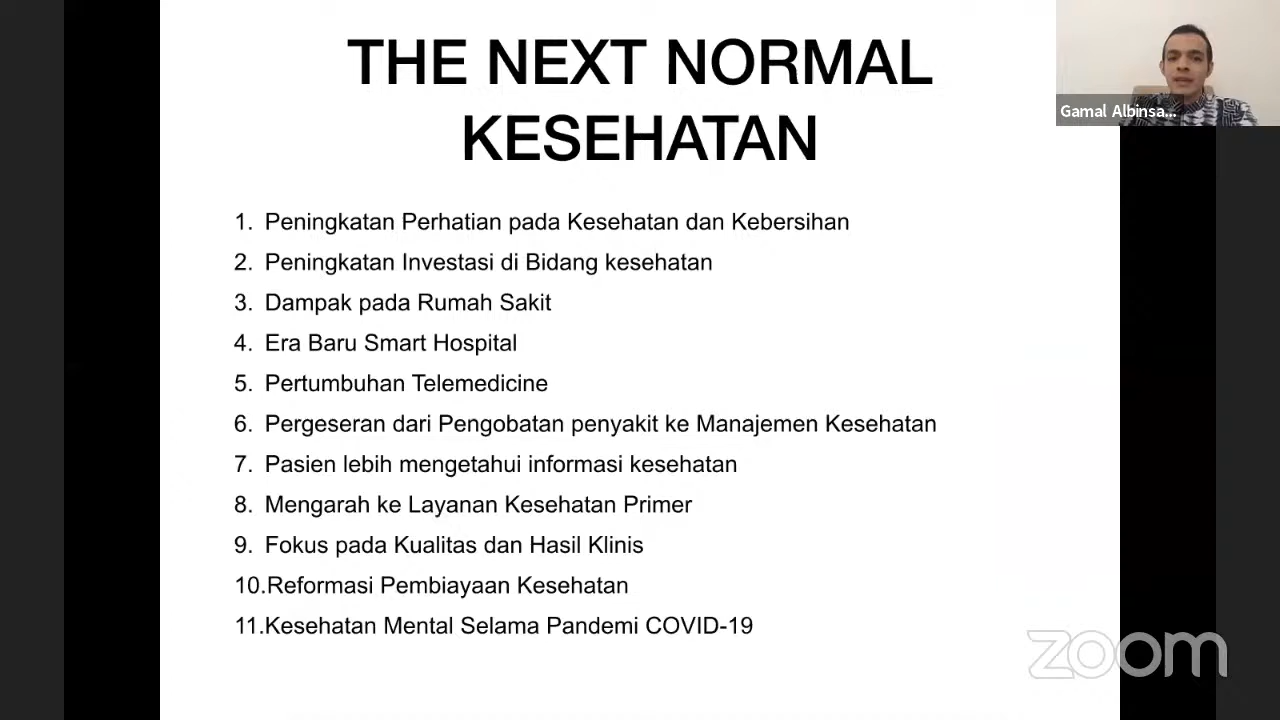 THE NEXT NORMAL
KESEHATAN
Gamal Albinsa...
1. Peningkatan Perhatian pada Kesehatan dan Kebersihan
2. Peningkatan Investasi di Bidang kesehatan
3. Dampak pada Rumah Sakit
4. Era Baru Smart Hospital
5. Pertumbuhan Telemedicine
6. Pergeseran dari Pengobatan penyakit ke Manajemen Kesehatan
7. Pasien lebih mengetahui informasi kesehatan
8. Mengarah ke Layanan Kesehatan Primer
9. Fokus pada Kualitas dan Hasil Klinis
10.Reformasi Pembiayaan Kesehatan
11.Kesehatan Mental Selama Pandemi COVID-19
zoom